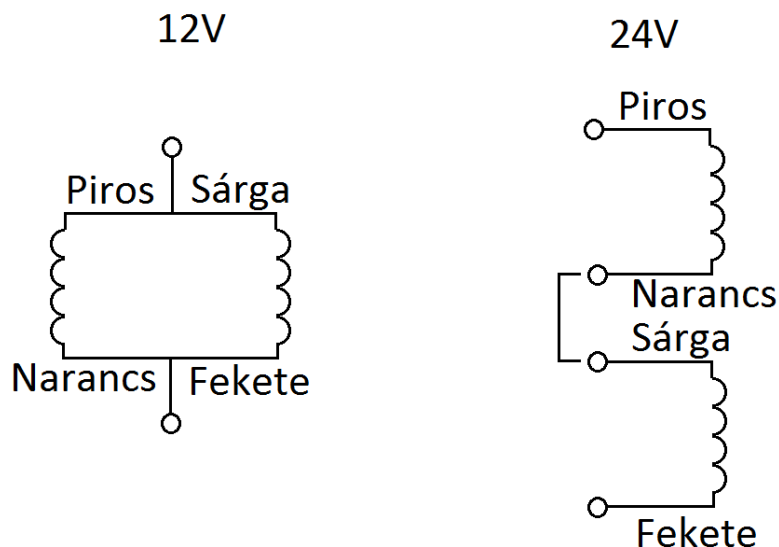 12V
Piros Sárga
Narancs Fekete
24V
Piros
Narancs
Sárga
Fekete